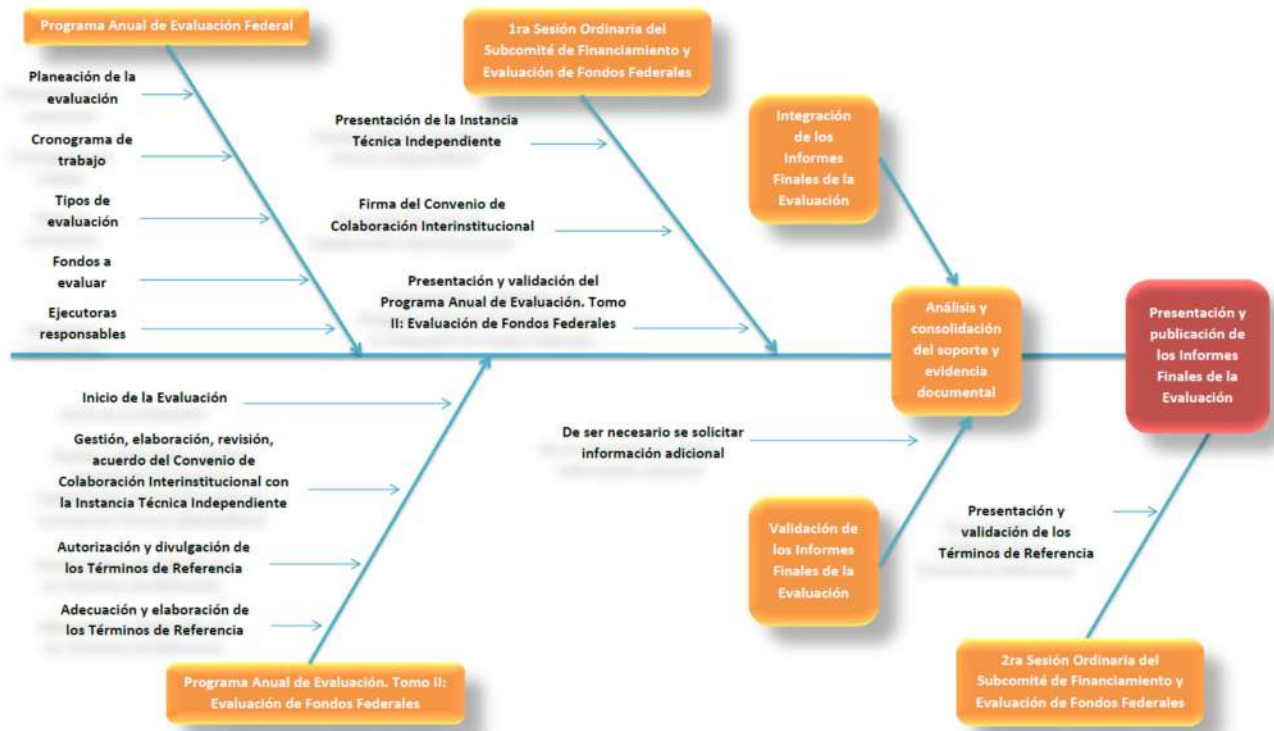 Programa Anual de Evaluación Federal
Planeación de la
evaluación
Cronograma de
trabajo
Tipos de
evaluación
Fondos a
evaluar
Ejecutoras
responsables
1ra Sesión Ordinaria del
Subcomité de Financiamiento y
Evaluación de Fondos Federales
Presentación de la Instancia
Técnica Independiente
Firma del Convenio de
Colaboración Interinstitucional
Presentación y validación del
Programa Anual de Evaluación. Tomo
II: Evaluación de Fondos Federales
Integración
de los
Informes
Finales de la
Evaluación
Análisis y
consolidación
del soporte y
evidencia
documental
Presentación y
publicación de
los Informes
Finales de la
Evaluación
Inicio de la Evaluación
Gestión, elaboración, revisión,
acuerdo del Convenio de
Colaboración Interinstitucional con
la Instancia Técnica Independiente
Autorización y divulgación de
los Términos de Referencia
Adecuación y elaboración de
los Términos de Referencia
Programa Anual de Evaluación. Tomo II:
Evaluación de Fondos Federales
De ser necesario se solicitar
información adicional
Validación de
los Informes
Finales de la
Evaluación
Presentación y
validación de los
Términos de Referencia
2ra Sesión Ordinaria del
Subcomité de Financiamiento y
Evaluación de Fondos Federales